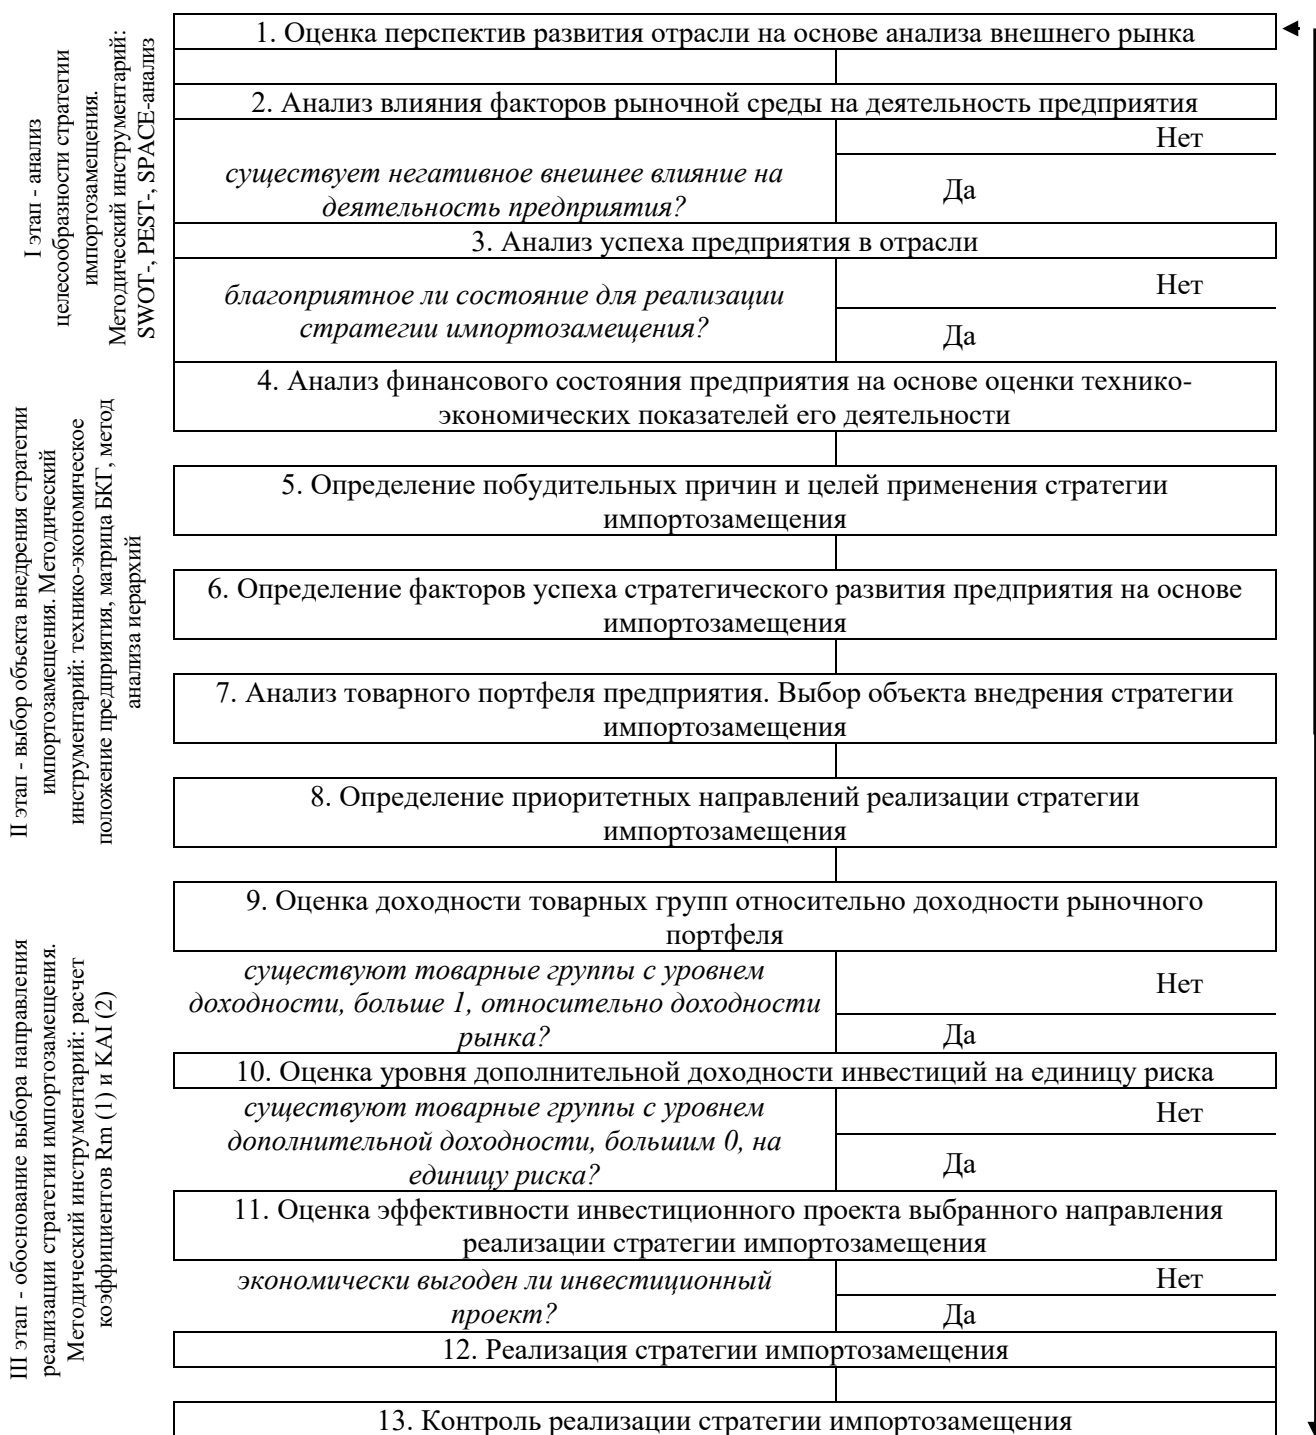 I этап - анализ
целесообразности стратегии
импортозамещения.
Методический инструментарий:
SWOT-, PEST-, SPACE-анализ
1. Оценка перспектив развития отрасли на основе анализа внешнего рынка
2. Анализ влияния факторов рыночной среды на деятельность предприятия
Нет
существует негативное внешнее влияние на
деятельность предприятия?
Да
3. Анализ успеха предприятия в отрасли
Нет
благоприятное ли состояние для реализации
стратегии импортозамещения?
Да
II этап - выбор объекта внедрения стратегии
импортозамещения. Методический
инструментарий: технико-экономическое
положение предприятия, матрица БКГ, метод
анализа иерархий
4. Анализ финансового состояния предприятия на основе оценки технико-
экономических показателей его деятельности
5. Определение побудительных причин и целей применения стратегии
импортозамещения
6. Определение факторов успеха стратегического развития предприятия на основе
импортозамещения
7. Анализ товарного портфеля предприятия. Выбор объекта внедрения стратегии
импортозамещения
8. Определение приоритетных направлений реализации стратегии
импортозамещения
III этап - обоснование выбора направления
реализации стратегии импортозамещения.
Методический инструментарий: расчет
коэффициентов Rm (1) и KAI (2)
9. Оценка доходности товарных групп относительно доходности рыночного
портфеля
существуют товарные группы с уровнем
доходности, больше 1, относительно доходности
рынка?
Нет
Да
10. Оценка уровня дополнительной доходности инвестиций на единицу риска
существуют товарные группы с уровнем
дополнительной доходности, большим 0, на
единицу риска?
Нет
Да
11. Оценка эффективности инвестиционного проекта выбранного направления
реализации стратегии импортозамещения
экономически выгоден ли инвестиционный
проект?
Нет
Да
12. Реализация стратегии импортозамещения
13. Контроль реализации стратегии импортозамещения